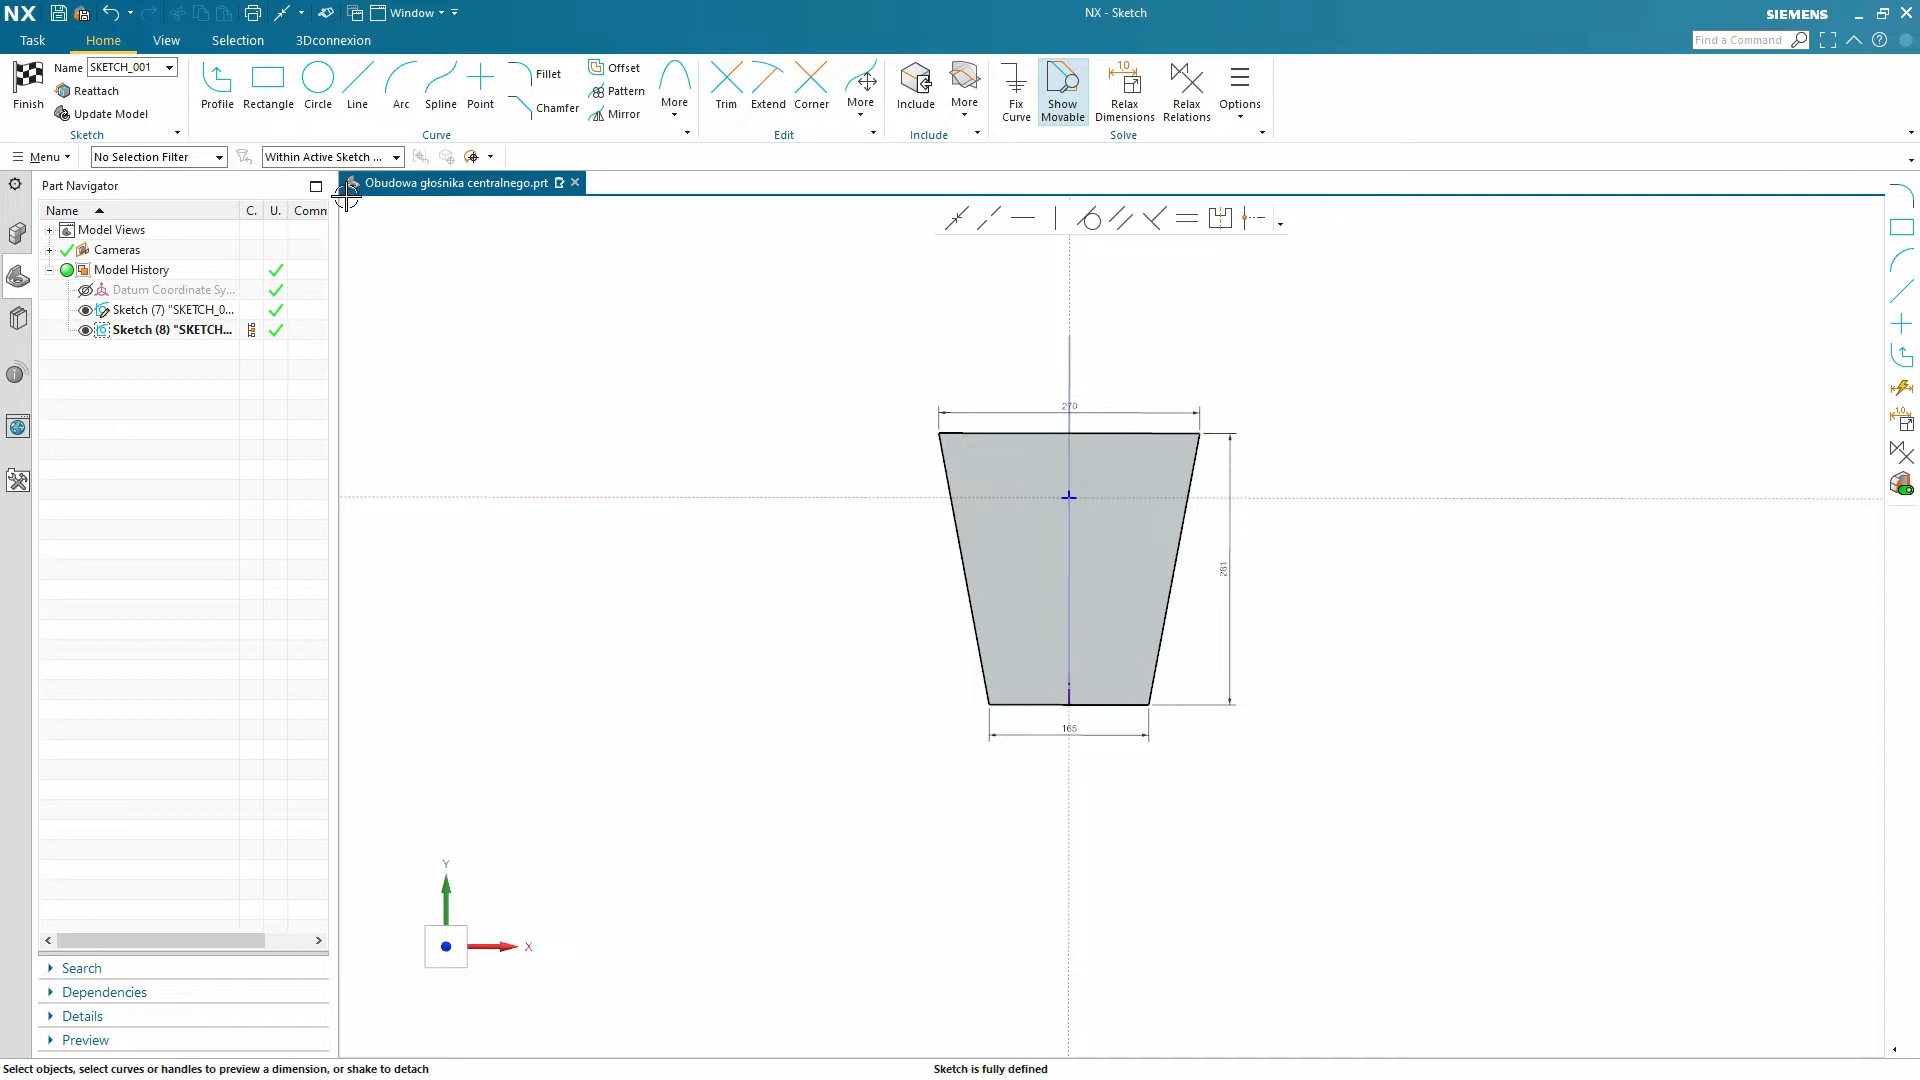 NX
Window
NX - Sketch
SIEMENS
Task
Home
View
Selection
3Dconnexion
Find a Command
Finish
Name
SKETCH_001
Reattach
Update Model
Sketch
Profile
Rectangle
Circle
Line
Arc
Spline
Point
Fillet
Chamfer
Offset
Pattern
Mirror
More
Curve
Trim
Extend
Corner
More
Edit
Include
More
Include
Fix Curve
Show Movable
1,0
Relax Dimensions
Relax Relations
Options
Solve
Menu
No Selection Filter
Within Active Sketch ...
Part Navigator
Obudowa głośnika centralnego.prt
Name
C.
U.
Comm
Model Views
Cameras
Model History
Datum Coordinate Sy...
Sketch (7) "SKETCH_0...
Sketch (8) "SKETCH...
270
281
165
Y
X
1,0
Search
Dependencies
Details
Preview
Select objects, select curves or handles to preview a dimension, or shake to detach
Sketch is fully defined